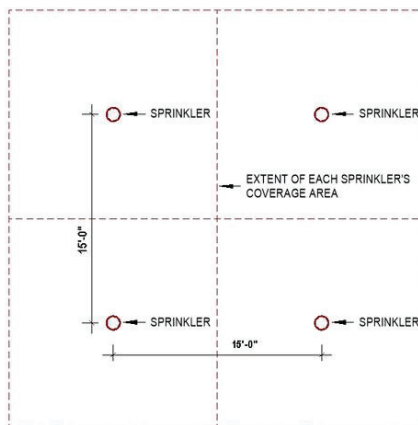 SPRINKLER
SPRINKLER
EXTENT OF EACH SPRINKLER'S
COVERAGE AREA
15'-0"
SPRINKLER
SPRINKLER
15'-0"